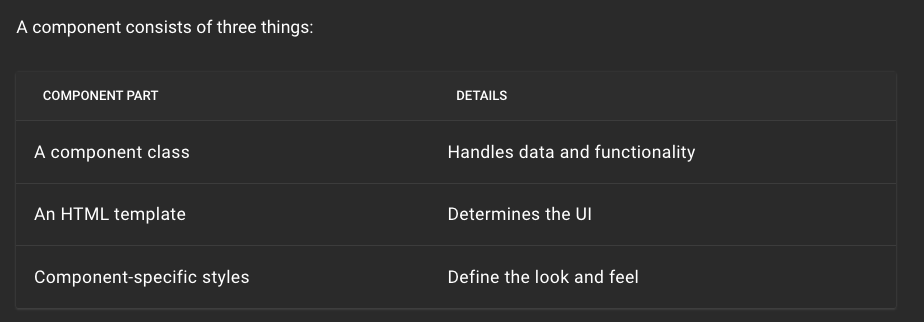 A component consists of three things:
COMPONENT PART DETAILS
A component class Handles data and functionality
An HTML template Determines the UI
Component-specific styles Define the look and feel